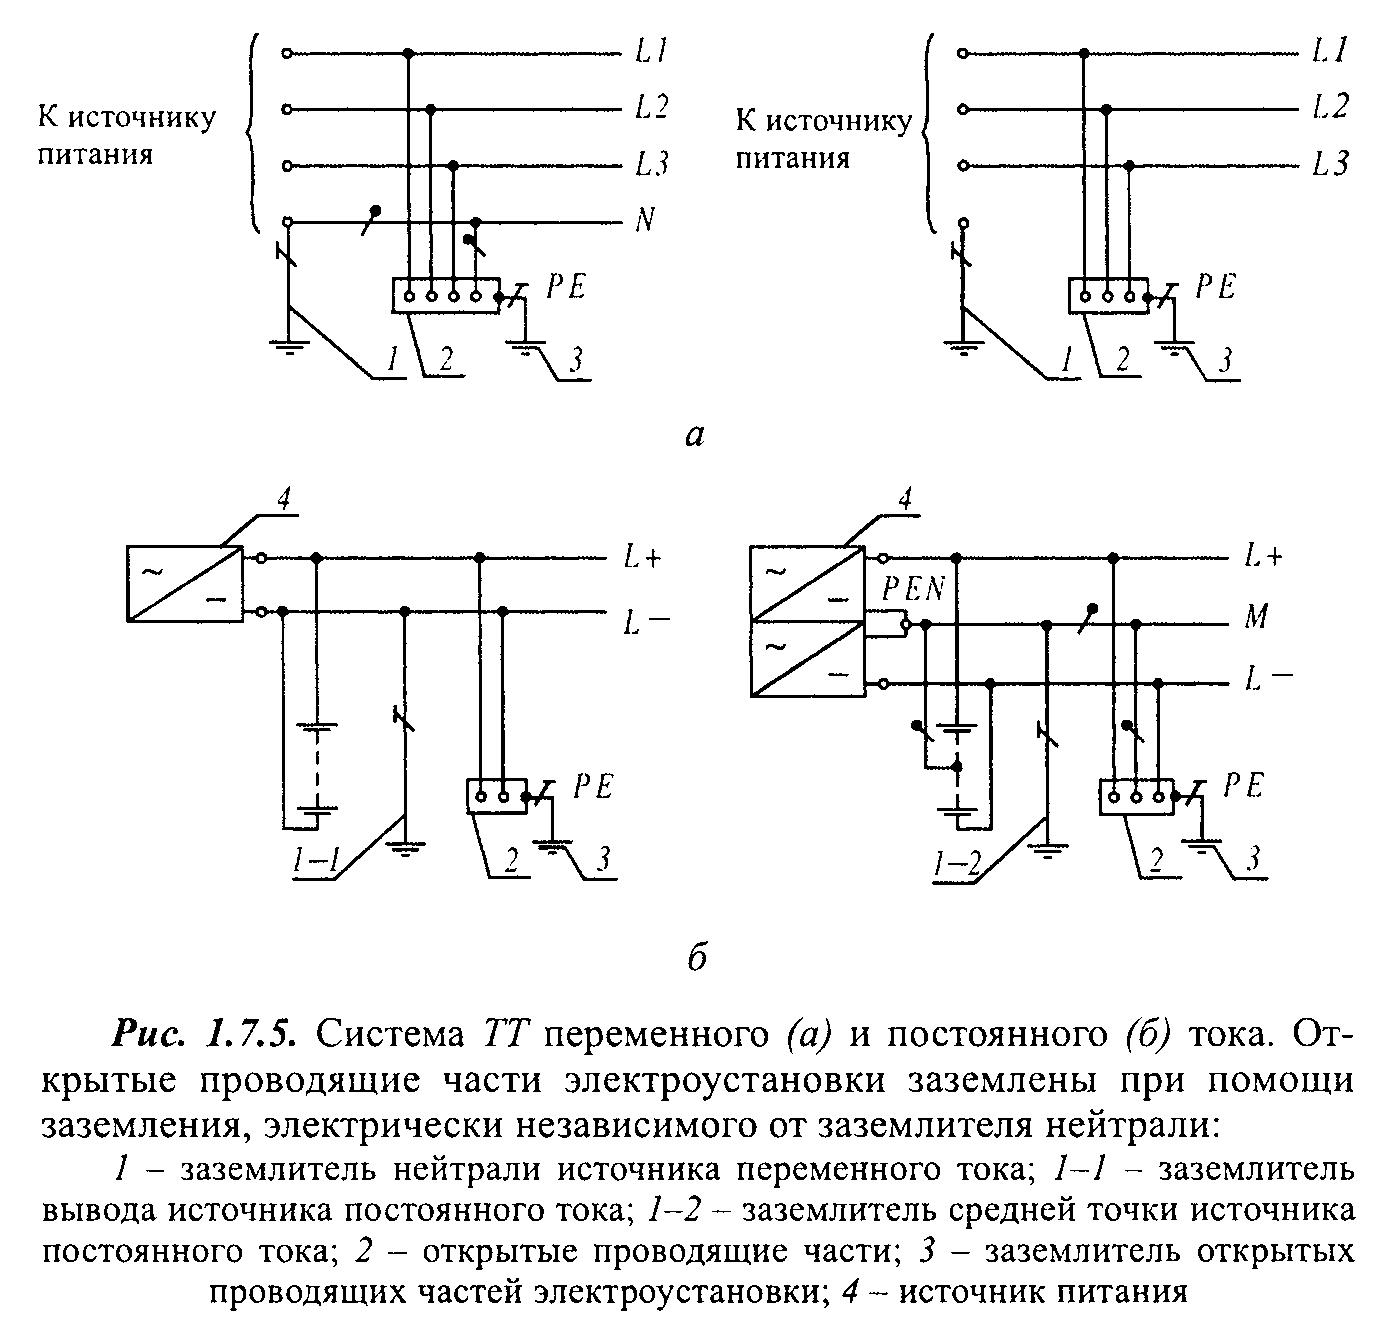 L1
L2
К источнику
питания
L3
N
PE
1 2 3
L1
L2
К источнику
питания
L3
PE
1 2 3
а
4
~
–
L+
L–
PE
1–1 2 3
4
~
–
PEN
~
–
L+
M
L–
PE
1–2 2 3
б
Рис. 1.7.5. Система TT переменного (а) и постоянного (б) тока. От-
крытые проводящие части электроустановки заземлены при помощи
заземления, электрически независимого от заземлителя нейтрали:
1 – заземлитель нейтрали источника переменного тока; 1–1 – заземлитель
вывода источника постоянного тока; 1–2 – заземлитель средней точки источника
постоянного тока; 2 – открытые проводящие части; 3 – заземлитель открытых
проводящих частей электроустановки; 4 – источник питания